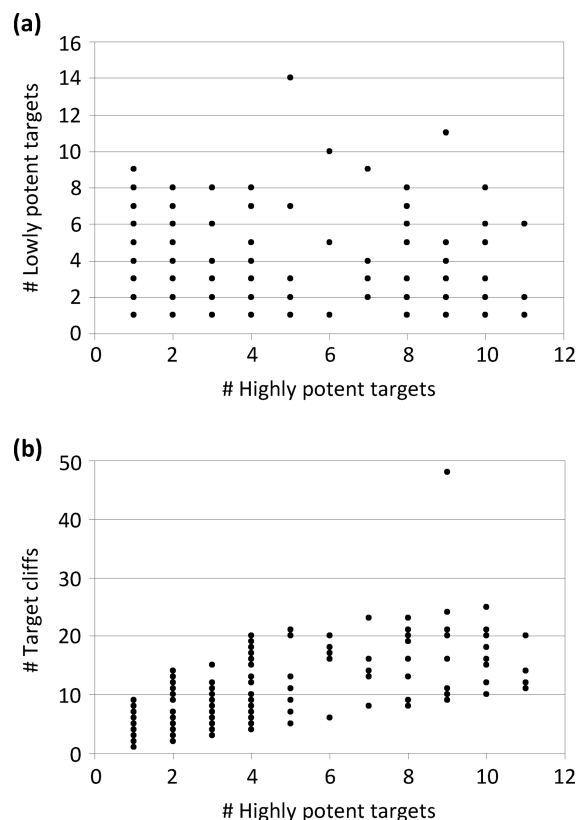 (a)
# Lowly potent targets
16
14
12
10
8
6
4
2
0
0 2 4 6 8 10 12
# Highly potent targets
(b)
# Target cliffs
50
40
30
20
10
0
0 2 4 6 8 10 12
# Highly potent targets